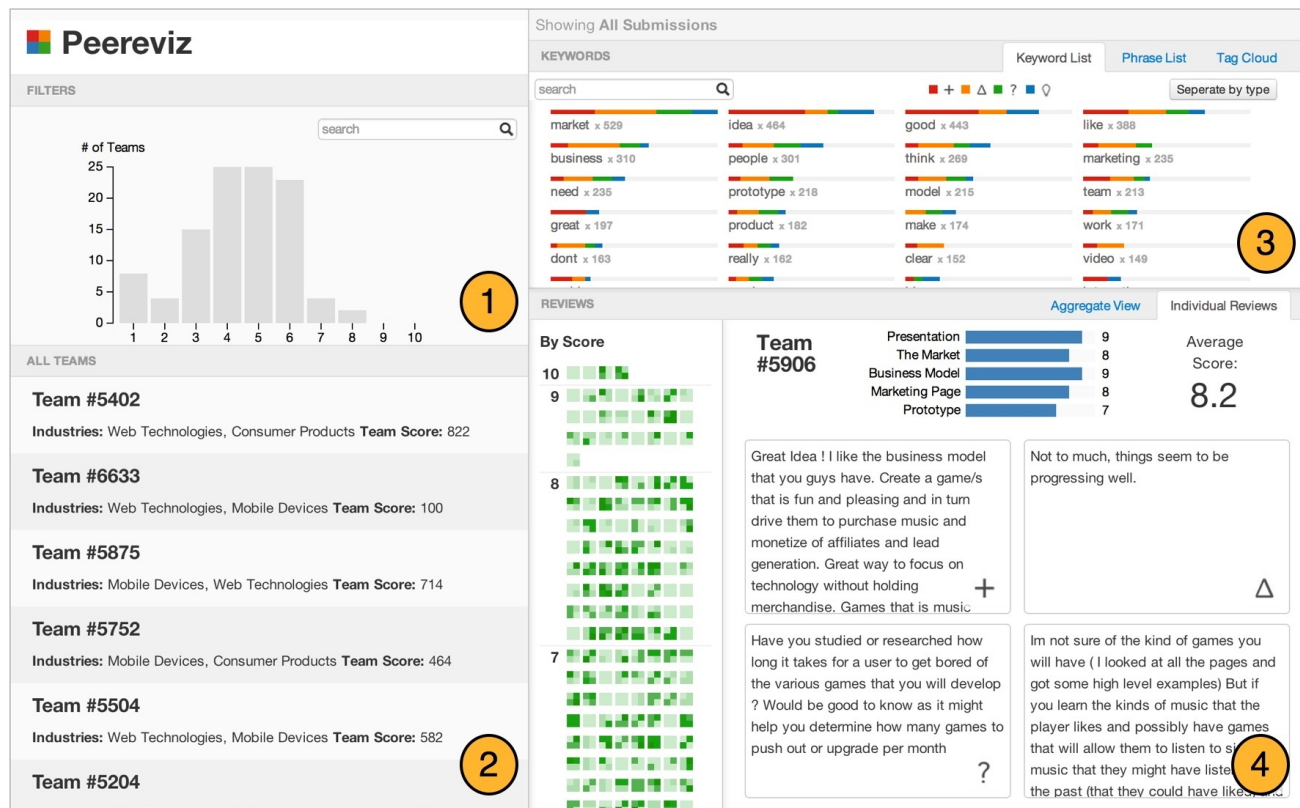 Peereviz
FILTERS
search
# of Teams
25
20
15
10
5
0
1 2 3 4 5 6 7 8 9 10
1
ALL TEAMS
Team #5402
Industries: Web Technologies, Consumer Products Team Score: 822
Team #6633
Industries: Web Technologies, Mobile Devices Team Score: 100
Team #5875
Industries: Mobile Devices, Web Technologies Team Score: 714
Team #5752
Industries: Mobile Devices, Consumer Products Team Score: 464
Team #5504
Industries: Web Technologies, Mobile Devices Team Score: 582
Team #5204
2
Showing All Submissions
KEYWORDS
Keyword List Phrase List Tag Cloud
search
+ Δ ?
Seperate by type
market x 529 idea x 464 good x 443 like x 388
business x 310 people x 301 think x 269 marketing x 235
need x 235 prototype x 218 model x 215 team x 213
great x 197 product x 182 make x 174 work x 171
dont x 163 really x 162 clear x 152 video x 149
3
REVIEWS
Aggregate View Individual Reviews
By Score
10
9
8
7
Team
#5906
Presentation 9
The Market 8
Business Model 9
Marketing Page 8
Prototype 7
Average
Score:
8.2
Great Idea ! I like the business model
that you guys have. Create a game/s
that is fun and pleasing and in turn
drive them to purchase music and
monetize of affiliates and lead
generation. Great way to focus on
technology without holding
merchandise. Games that is music
+
Not to much, things seem to be
progressing well.
Δ
Have you studied or researched how
long it takes for a user to get bored of
the various games that you will develop
? Would be good to know as it might
help you determine how many games to
push out or upgrade per month
?
Im not sure of the kind of games you
will have ( I looked at all the pages and
got some high level examples) But if
you learn the kinds of music that the
player likes and possibly have games
that will allow them to listen to
music that they might have
the past (that they could have liked,
4